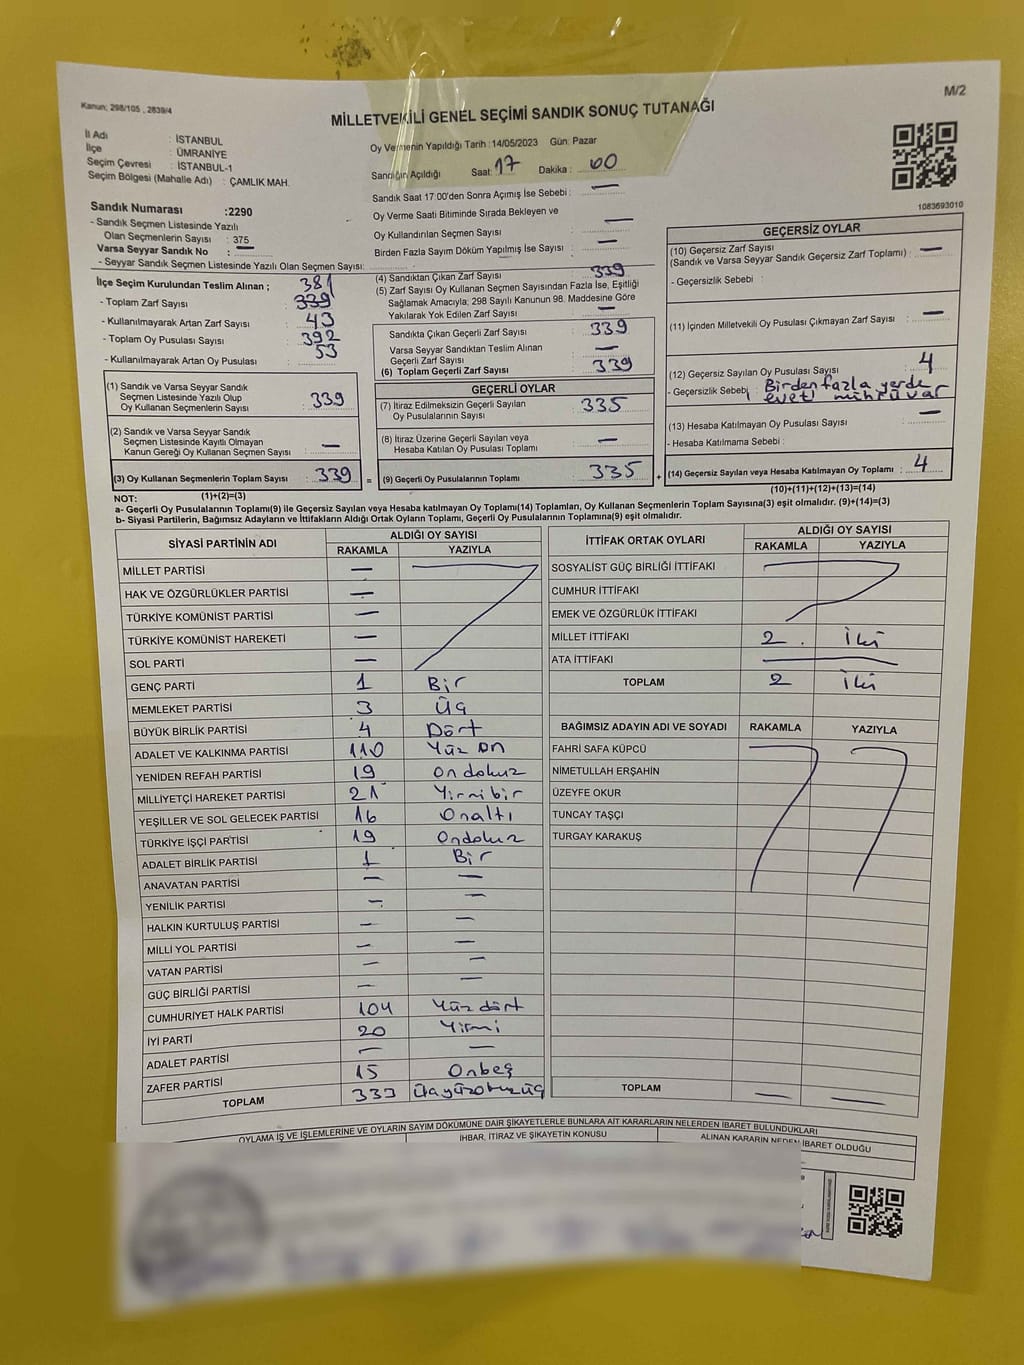 Kanun: 298/105 , 2839/4
M/2
MİLLETVEKİLİ GENEL SEÇİMİ SANDIK SONUÇ TUTANAĞI
İl Adı : İSTANBUL
İlçe : ÜMRANİYE
Seçim Çevresi : İSTANBUL-1
Seçim Bölgesi (Mahalle Adı) : ÇAMLIK MAH.
Oy Vermenin Yapıldığı Tarih :14/05/2023 Gün: Pazar
Sandığın Açıldığı Saat: 17 Dakika : 00
Sandık Saat 17:00'den Sonra Açımış İse Sebebi : —
Oy Verme Saati Bitiminde Sırada Bekleyen ve
Oy Kullandırılan Seçmen Sayısı : —
Birden Fazla Sayım Döküm Yapılmış İse Sayısı : —
1083693010
Sandık Numarası :2290
- Sandık Seçmen Listesinde Yazılı
Olan Seçmenlerin Sayısı : 375
Varsa Seyyar Sandık No : —
- Seyyar Sandık Seçmen Listesinde Yazılı Olan Seçmen Sayısı:
İlçe Seçim Kurulundan Teslim Alınan ;
- Toplam Zarf Sayısı : 381
339
- Kullanılmayarak Artan Zarf Sayısı : 43
- Toplam Oy Pusulası Sayısı : 392
- Kullanılmayarak Artan Oy Pusulası : 53
(4) Sandıktan Çıkan Zarf Sayısı : 339
(5) Zarf Sayısı Oy Kullanan Seçmen Sayısından Fazla İse, Eşitliği
Sağlamak Amacıyla; 298 Sayılı Kanunun 98. Maddesine Göre
Yakılarak Yok Edilen Zarf Sayısı : —
Sandıkta Çıkan Geçerli Zarf Sayısı : 339
Varsa Seyyar Sandıktan Teslim Alınan
Geçerli Zarf Sayısı : —
(6) Toplam Geçerli Zarf Sayısı : 339
GEÇERSİZ OYLAR
(10) Geçersiz Zarf Sayısı
(Sandık ve Varsa Seyyar Sandık Geçersiz Zarf Toplamı) : —
- Geçersizlik Sebebi :
(11) İçinden Milletvekili Oy Pusulası Çıkmayan Zarf Sayısı : —
(12) Geçersiz Sayılan Oy Pusulası Sayısı : 4
- Geçersizlik Sebebi : Birden fazla yerde
evet mührü var
(13) Hesaba Katılmayan Oy Pusulası Sayısı : —
- Hesaba Katılmama Sebebi :
(14) Geçersiz Sayılan veya Hesaba Katılmayan Oy Toplamı : 4
(10)+(11)+(12)+(13)=(14)
(1) Sandık ve Varsa Seyyar Sandık
Seçmen Listesinde Yazılı Olup
Oy Kullanan Seçmenlerin Sayısı : 339
(2) Sandık ve Varsa Seyyar Sandık
Seçmen Listesinde Kayıtlı Olmayan
Kanun Gereği Oy Kullanan Seçmen Sayısı : —
(3) Oy Kullanan Seçmenlerin Toplam Sayısı : 339 =
(1)+(2)=(3)
GEÇERLİ OYLAR
(7) İtiraz Edilmeksizin Geçerli Sayılan
Oy Pusulalarının Sayısı : 335
(8) İtiraz Üzerine Geçerli Sayılan veya
Hesaba Katılan Oy Pusulası Toplamı : —
(9) Geçerli Oy Pusulalarının Toplamı : 335 +
NOT:
a- Geçerli Oy Pusulalarının Toplamı(9) ile Geçersiz Sayılan veya Hesaba katılmayan Oy Toplamı(14) Toplamları, Oy Kullanan Seçmenlerin Toplam Sayısına(3) eşit olmalıdır. (9)+(14)=(3)
b- Siyasi Partilerin, Bağımsız Adayların ve İttifakların Aldığı Ortak Oyların Toplamı, Geçerli Oy Pusulalarının Toplamına(9) eşit olmalıdır.
SİYASİ PARTİNİN ADI ALDIĞI OY SAYISI
RAKAMLA YAZIYLA
MİLLET PARTİSİ —
HAK VE ÖZGÜRLÜKLER PARTİSİ —
TÜRKİYE KOMÜNİST PARTİSİ —
TÜRKİYE KOMÜNİST HAREKETİ —
SOL PARTİ —
GENÇ PARTİ 1 Bir
MEMLEKET PARTİSİ 3 Üç
BÜYÜK BİRLİK PARTİSİ 4 Dört
ADALET VE KALKINMA PARTİSİ 110 Yüz On
YENİDEN REFAH PARTİSİ 19 Ondokuz
MİLLİYETÇİ HAREKET PARTİSİ 21 Yirmibir
YEŞİLLER VE SOL GELECEK PARTİSİ 16 Onaltı
TÜRKİYE İŞÇİ PARTİSİ 19 Ondokuz
ADALET BİRLİK PARTİSİ 1 Bir
ANAVATAN PARTİSİ — —
YENİLİK PARTİSİ — —
HALKIN KURTULUŞ PARTİSİ — —
MİLLİ YOL PARTİSİ — —
VATAN PARTİSİ — —
GÜÇ BİRLİĞİ PARTİSİ — —
CUMHURİYET HALK PARTİSİ 104 Yüz dört
İYİ PARTİ 20 Yirmi
ADALET PARTİSİ — —
ZAFER PARTİSİ 15 Onbeş
TOPLAM 333 Üçyüzotuzüç
İTTİFAK ORTAK OYLARI ALDIĞI OY SAYISI
RAKAMLA YAZIYLA
SOSYALİST GÜÇ BİRLİĞİ İTTİFAKI
CUMHUR İTTİFAKI
EMEK VE ÖZGÜRLÜK İTTİFAKI
MİLLET İTTİFAKI 2 İki
ATA İTTİFAKI
TOPLAM 2 İki
BAĞIMSIZ ADAYIN ADI VE SOYADI RAKAMLA YAZIYLA
FAHRİ SAFA KÜPCÜ
NİMETULLAH ERŞAHİN
ÜZEYFE OKUR
TUNCAY TAŞÇI
TURGAY KARAKUŞ
TOPLAM — —
OYLAMA İŞ VE İŞLEMLERİNE VE OYLARIN SAYIM DÖKÜMÜNE DAİR ŞİKAYETLERLE BUNLARA AİT KARARLARIN NELERDEN İBARET BULUNDUKLARI
İHBAR, İTİRAZ VE ŞİKAYETİN KONUSU ALINAN KARARIN NEDEN İBARET OLDUĞU